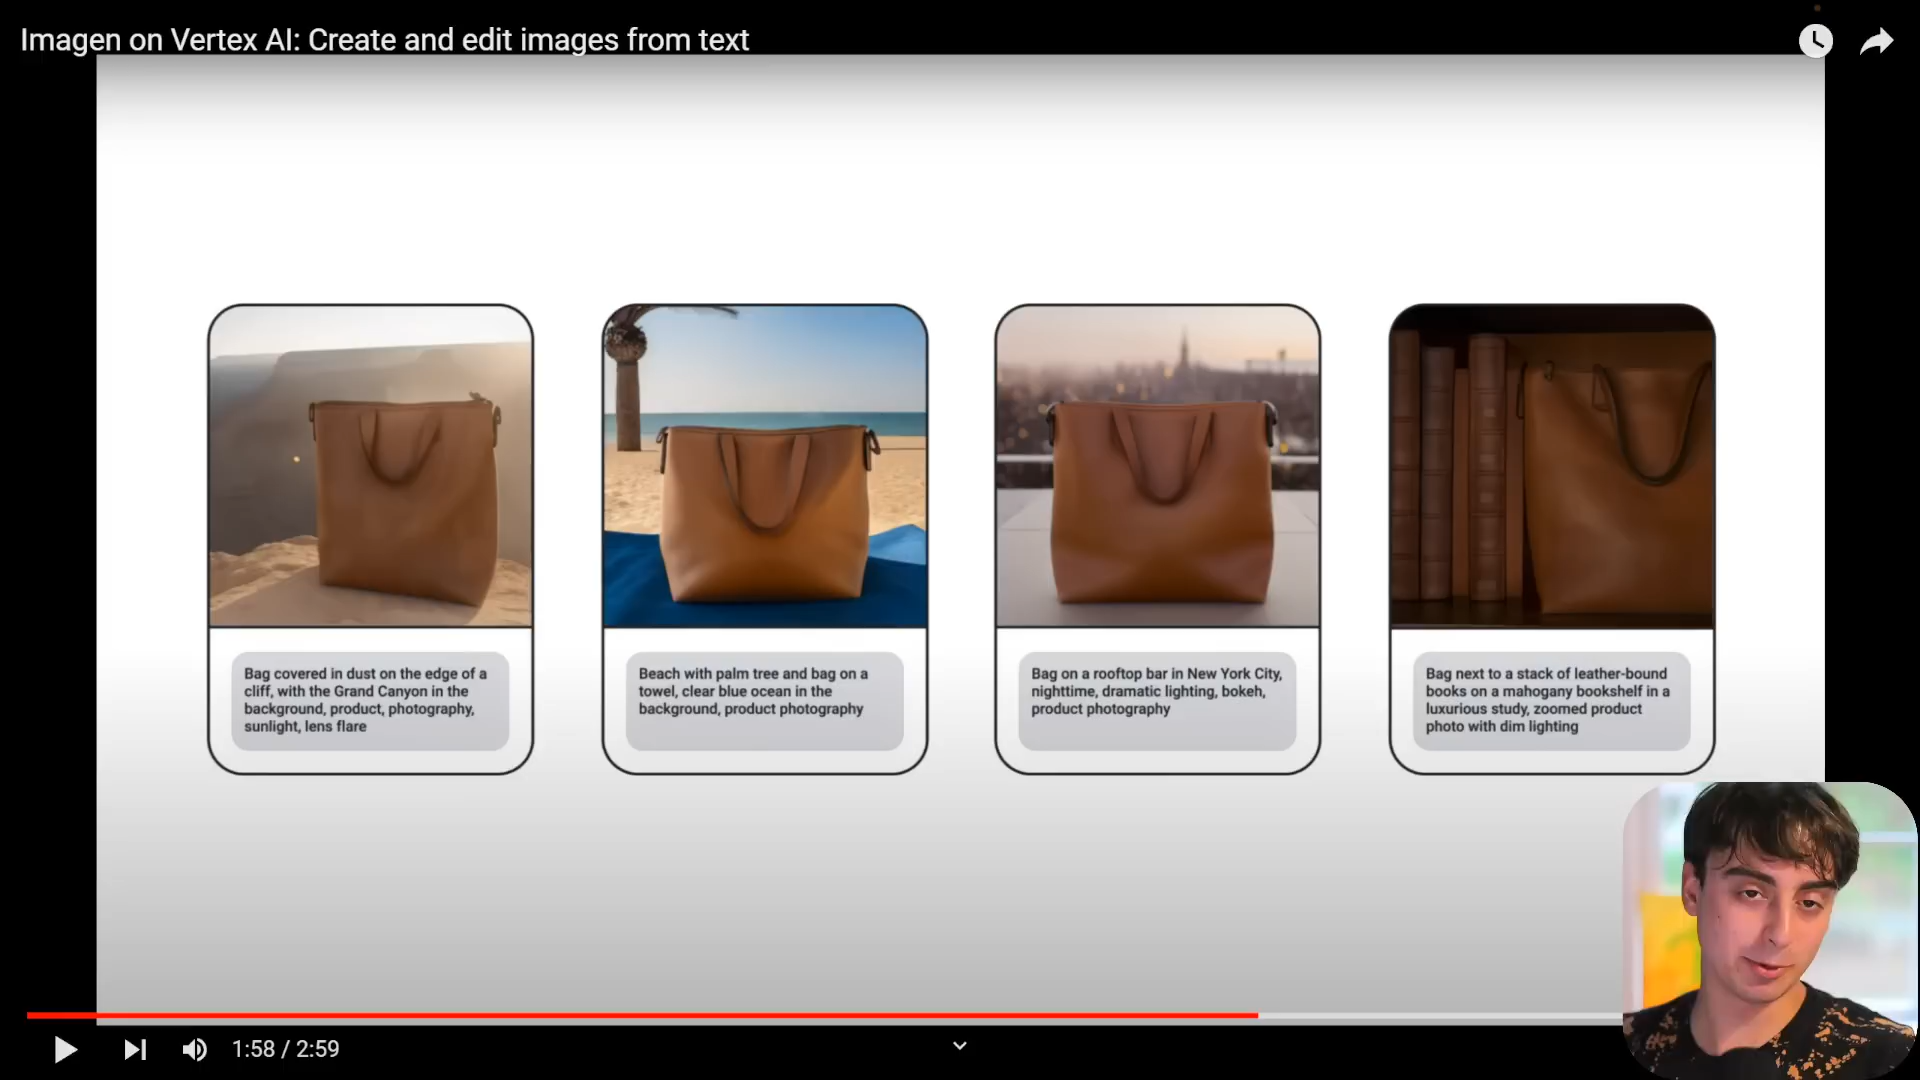 Imagen on Vertex AI: Create and edit images from text
Bag covered in dust on the edge of a
cliff, with the Grand Canyon in the
background, product, photography,
sunlight, lens flare
Beach with palm tree and bag on a
towel, clear blue ocean in the
background, product photography
Bag on a rooftop bar in New York City,
nighttime, dramatic lighting, bokeh,
product photography
Bag next to a stack of leather-bound
books on a mahogany bookshelf in a
luxurious study, zoomed product
photo with dim lighting
1:58 / 2:59